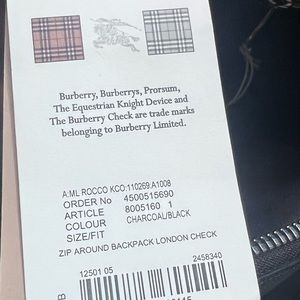 Burberry, Burberrys, Prorsum,
The Equestrian Knight Device and
The Burberry Check are trade marks
belonging to Burberry Limited.
A:ML ROCCO KCO:110269:A1008
ORDER No 4500515690
ARTICLE 8005160 1
COLOUR CHARCOAL/BLACK
SIZE/FIT
ZIP AROUND BACKPACK LONDON CHECK
12501 05 2458340